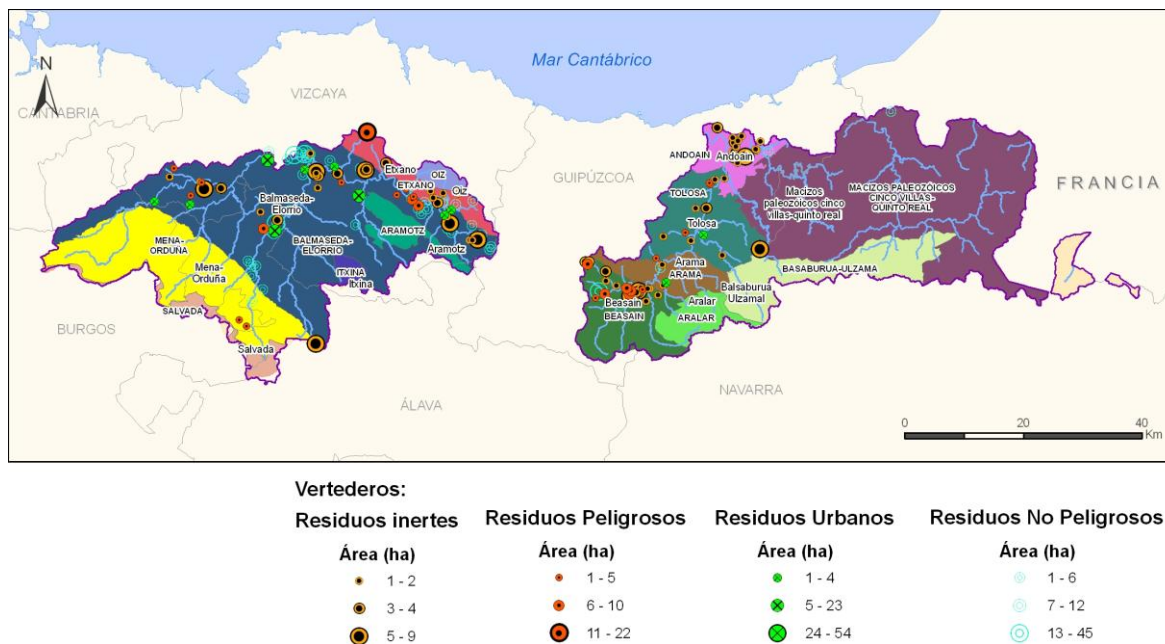 Mar Cantábrico
N
CANTABRIA
VIZCAYA
GUIPÚZCOA
FRANCIA
BURGOS
ÁLAVA
NAVARRA
Etxano
OIZ
ETXANO
Oiz
Balmaseda-
Elorrio
BALMASEDA-
ELORRIO
ARAMOTZ
Aramotz
MENA-
ORDUÑA
Mena-
Orduña
ITXINA
Itxina
SALVADA
Salvada
ANDOAIN
Andoain
TOLOSA
Tolosa
Macizos
paleozoicos cinco
villas-quinto real
MACIZOS PALEOZOICOS
CINCO VILLAS-
QUINTO REAL
Arama
ARAMA
BASABURUA-ULZAMA
Balsaburua
Ulzamal
Beasain
BEASAIN
Aralar
ARALAR
0 20 40
Km
Vertederos:
Residuos inertes
Área (ha)
1 - 2
3 - 4
5 - 9
Residuos Peligrosos
Área (ha)
1 - 5
6 - 10
11 - 22
Residuos Urbanos
Área (ha)
1 - 4
5 - 23
24 - 54
Residuos No Peligrosos
Área (ha)
1 - 6
7 - 12
13 - 45